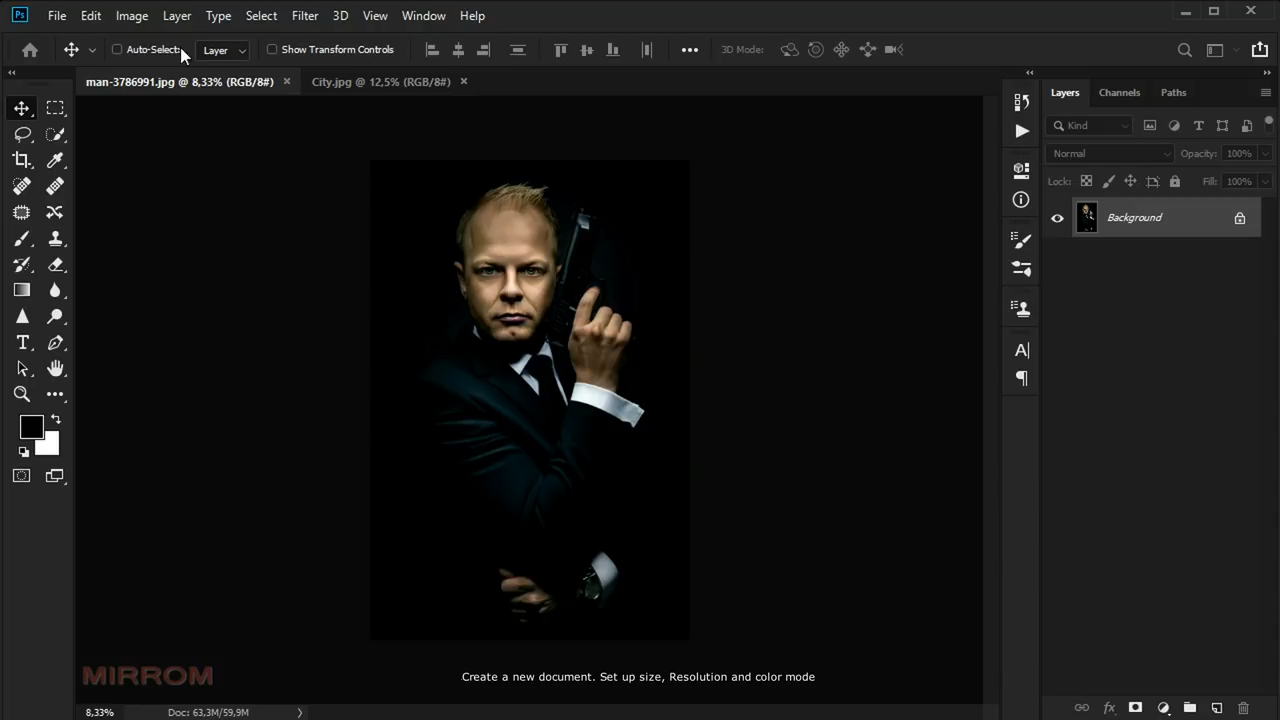 Ps File Edit Image Layer Type Select Filter 3D View Window Help
Auto-Select: Layer Show Transform Controls 3D Mode:
man-3786991.jpg @ 8,33% (RGB/8#) × City.jpg @ 12,5% (RGB/8#) ×
Layers Channels Paths
Kind
Normal Opacity: 100%
Lock: Fill: 100%
Background
MIRROM
Create a new document. Set up size, Resolution and color mode
8,33% Doc: 63,3M/59,9M